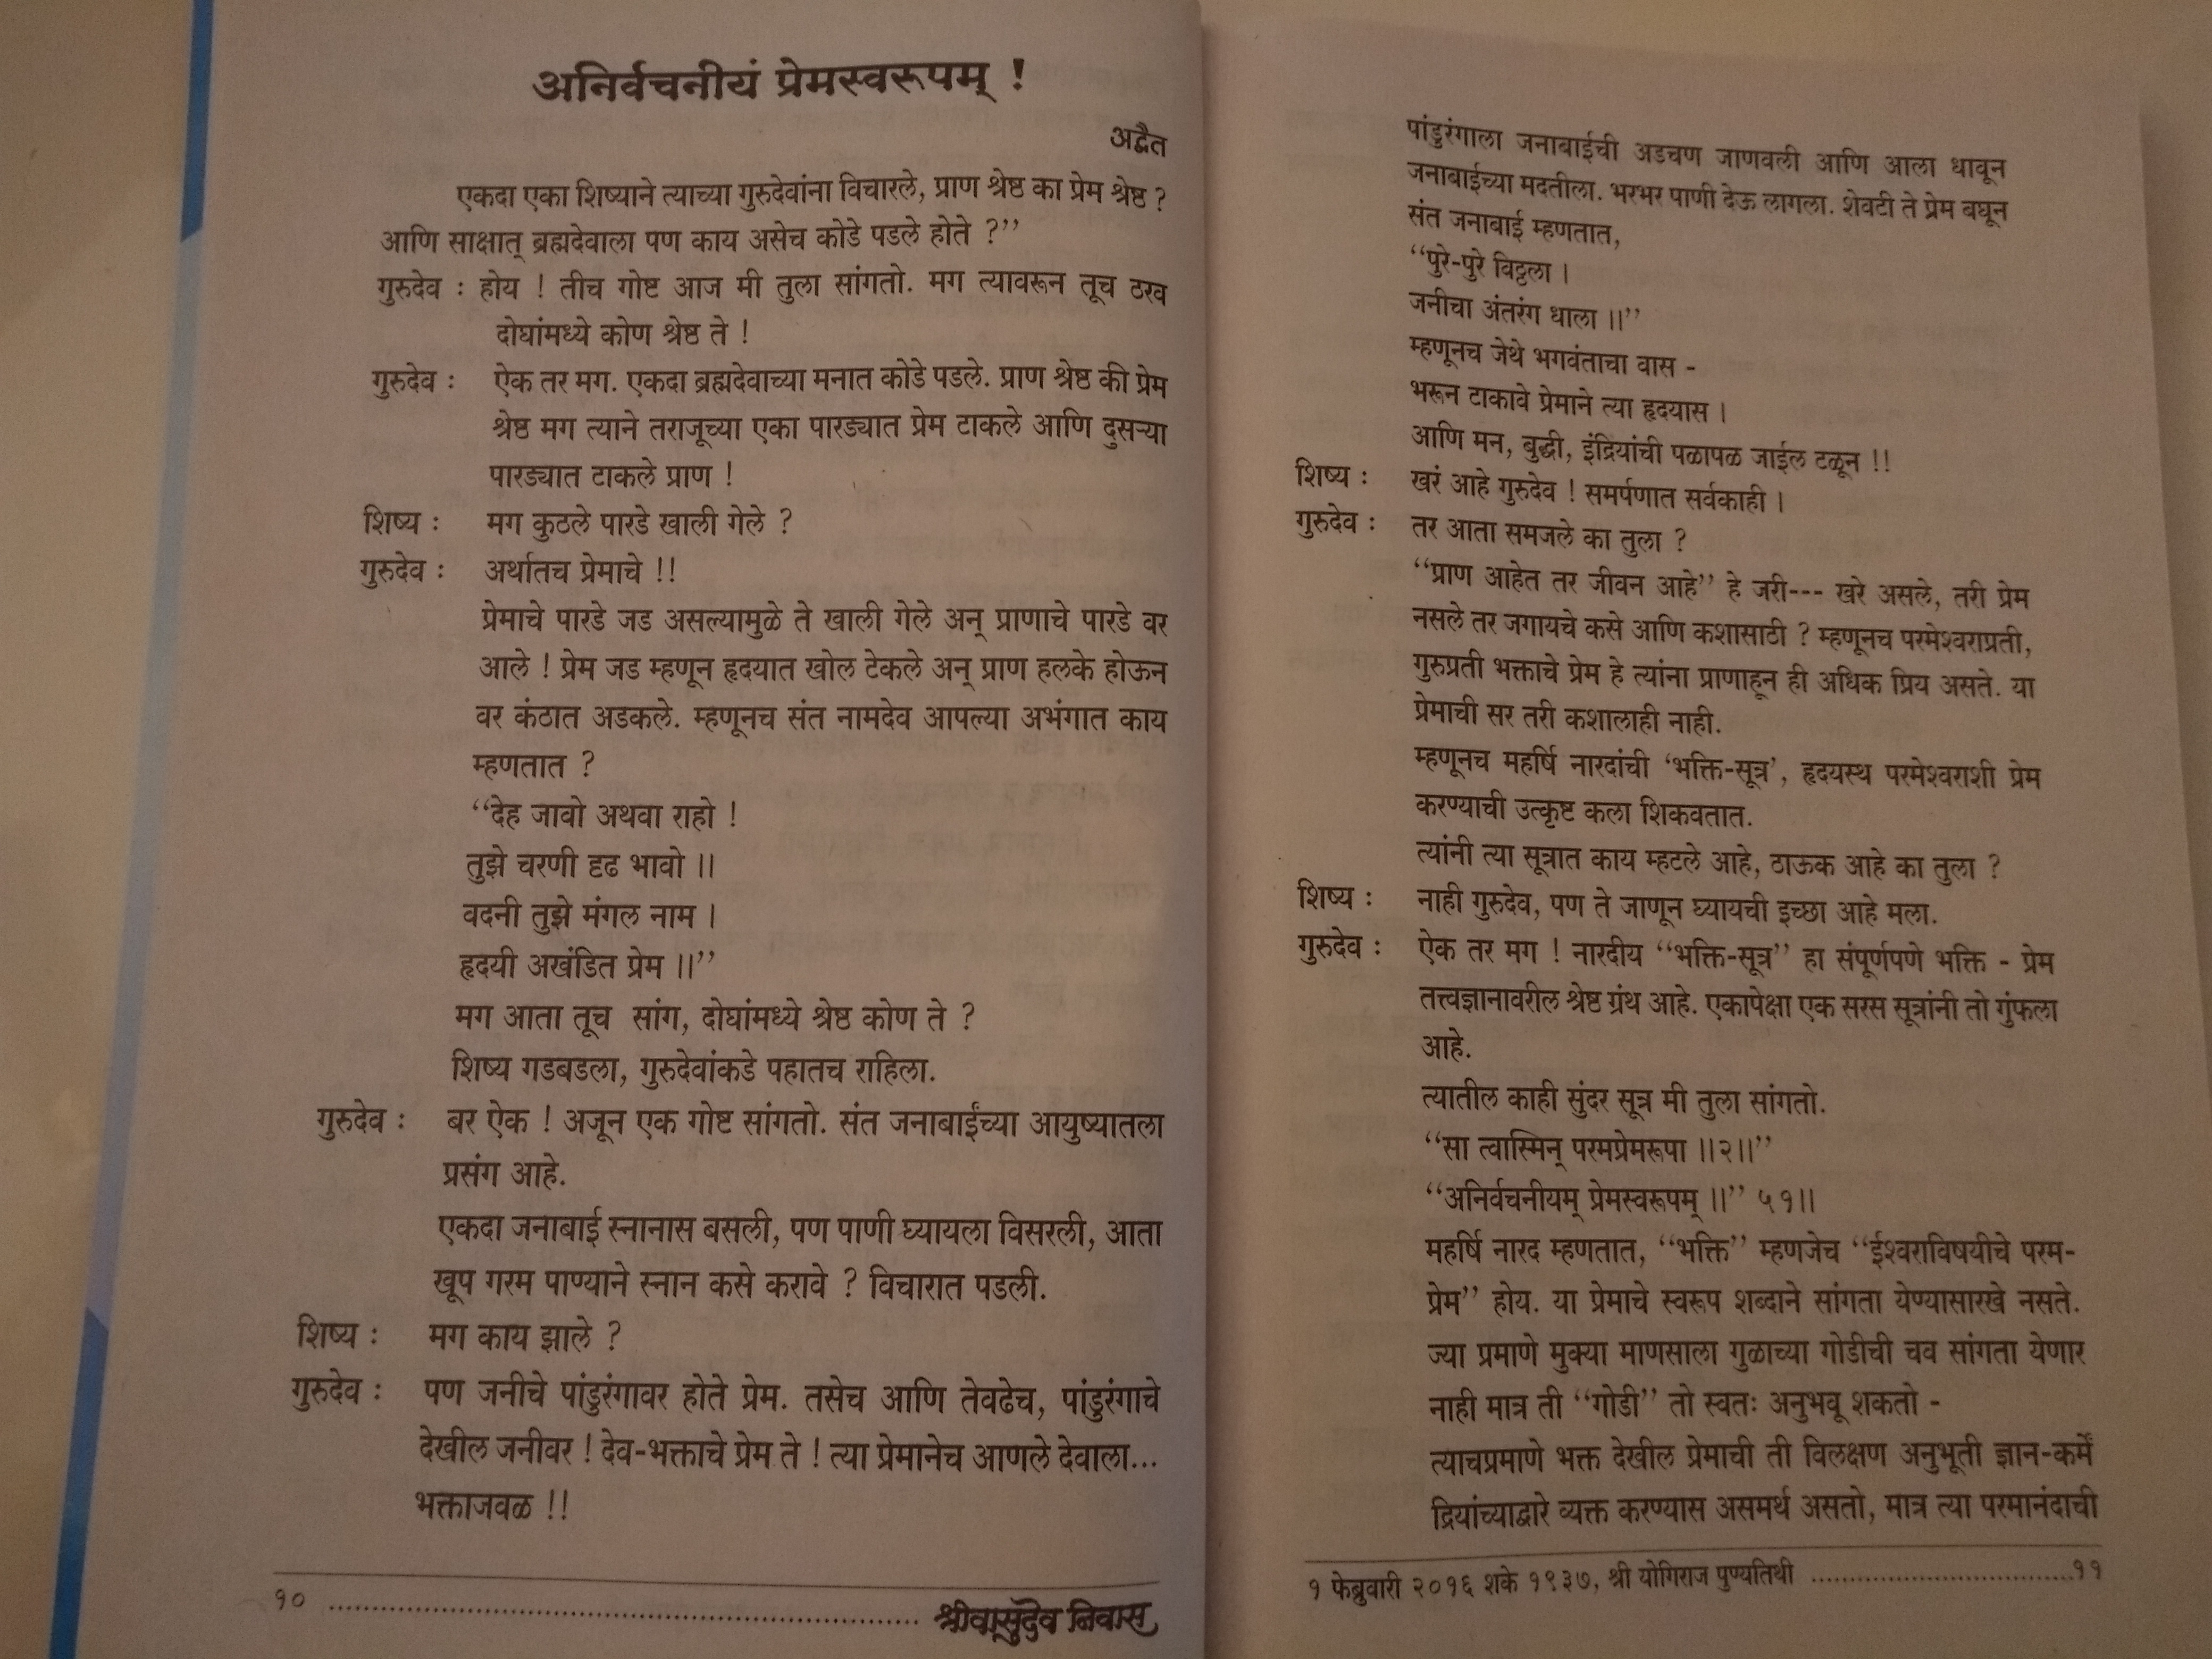 अनिर्वचनीयं प्रेमस्वरूपम् !
अद्वैत
एकदा एका शिष्याने त्याच्या गुरुदेवांना विचारले, प्राण श्रेष्ठ का प्रेम श्रेष्ठ ?
आणि साक्षात् ब्रह्मदेवाला पण काय असेच कोडे पडले होते ?’’
गुरुदेव : होय ! तीच गोष्ट आज मी तुला सांगतो. मग त्यावरून तूच ठरव
दोघांमध्ये कोण श्रेष्ठ ते !
गुरुदेव : ऐक तर मग. एकदा ब्रह्मदेवाच्या मनात कोडे पडले. प्राण श्रेष्ठ की प्रेम
श्रेष्ठ मग त्याने तराजूच्या एका पारड्यात प्रेम टाकले आणि दुसऱ्या
पारड्यात टाकले प्राण !
शिष्य : मग कुठले पारडे खाली गेले ?
गुरुदेव : अर्थातच प्रेमाचे !!
प्रेमाचे पारडे जड असल्यामुळे ते खाली गेले अन् प्राणाचे पारडे वर
आले ! प्रेम जड म्हणून हृदयात खोल टेकले अन् प्राण हलके होऊन
वर कंठात अडकले. म्हणूनच संत नामदेव आपल्या अभंगात काय
म्हणतात ?
‘‘देह जावो अथवा राहो !
तुझे चरणी दृढ भावो ।।
वदनी तुझे मंगल नाम ।
हृदयी अखंडित प्रेम ।।’’
मग आता तूच सांग, दोघांमध्ये श्रेष्ठ कोण ते ?
शिष्य गडबडला, गुरुदेवांकडे पहातच राहिला.
गुरुदेव : बर ऐक ! अजून एक गोष्ट सांगतो. संत जनाबाईंच्या आयुष्यातला
प्रसंग आहे.
एकदा जनाबाई स्नानास बसली, पण पाणी घ्यायला विसरली, आता
खूप गरम पाण्याने स्नान कसे करावे ? विचारात पडली.
शिष्य : मग काय झाले ?
गुरुदेव : पण जनीचे पांडुरंगावर होते प्रेम. तसेच आणि तेवढेच, पांडुरंगाचे
देखील जनीवर ! देव-भक्ताचे प्रेम ते ! त्या प्रेमानेच आणले देवाला...
भक्ताजवळ !!
१० ........................ श्रीवासुदेव निवास
पांडुरंगाला जनाबाईची अडचण जाणवली आणि आला धावून
जनाबाईच्या मदतीला. भरभर पाणी देऊ लागला. शेवटी ते प्रेम बघून
संत जनाबाई म्हणतात,
‘‘पुरे-पुरे विठ्ठला ।
जनीचा अंतरंग धाला ।।’’
म्हणूनच जेथे भगवंताचा वास -
भरून टाकावे प्रेमाने त्या हृदयास ।
आणि मन, बुद्धी, इंद्रियांची पळापळ जाईल टळून !!
शिष्य : खरं आहे गुरुदेव ! समर्पणात सर्वकाही ।
गुरुदेव : तर आता समजले का तुला ?
‘‘प्राण आहेत तर जीवन आहे’’ हे जरी--- खरे असले, तरी प्रेम
नसले तर जगायचे कसे आणि कशासाठी ? म्हणूनच परमेश्वराप्रती,
गुरुप्रती भक्ताचे प्रेम हे त्यांना प्राणाहून ही अधिक प्रिय असते. या
प्रेमाची सर तरी कशालाही नाही.
म्हणूनच महर्षि नारदांची ‘भक्ति-सूत्र’, हृदयस्थ परमेश्वराशी प्रेम
करण्याची उत्कृष्ट कला शिकवतात.
त्यांनी त्या सूत्रात काय म्हटले आहे, ठाऊक आहे का तुला ?
शिष्य : नाही गुरुदेव, पण ते जाणून घ्यायची इच्छा आहे मला.
गुरुदेव : ऐक तर मग ! नारदीय ‘‘भक्ति-सूत्र’’ हा संपूर्णपणे भक्ति - प्रेम
तत्त्वज्ञानावरील श्रेष्ठ ग्रंथ आहे. एकापेक्षा एक सरस सूत्रांनी तो गुंफला
आहे.
त्यातील काही सुंदर सूत्र मी तुला सांगतो.
‘‘सा त्वास्मिन् परमप्रेमरूपा ।।२।।’’
‘‘अनिर्वचनीयम् प्रेमस्वरूपम् ।।’’ ५१।।
महर्षि नारद म्हणतात, ‘‘भक्ति’’ म्हणजेच ‘‘ईश्वराविषयीचे परम-
प्रेम’’ होय. या प्रेमाचे स्वरूप शब्दाने सांगता येण्यासारखे नसते.
ज्या प्रमाणे मुक्या माणसाला गुळाच्या गोडीची चव सांगता येणार
नाही मात्र ती ‘‘गोडी’’ तो स्वतः अनुभवू शकतो -
त्याचप्रमाणे भक्त देखील प्रेमाची ती विलक्षण अनुभूती ज्ञान-कर्में
द्रियांच्याद्वारे व्यक्त करण्यास असमर्थ असतो, मात्र त्या परमानंदाची
१ फेब्रुवारी २०१६ शके १९३७, श्री योगिराज पुण्यतिथी ........................ ११